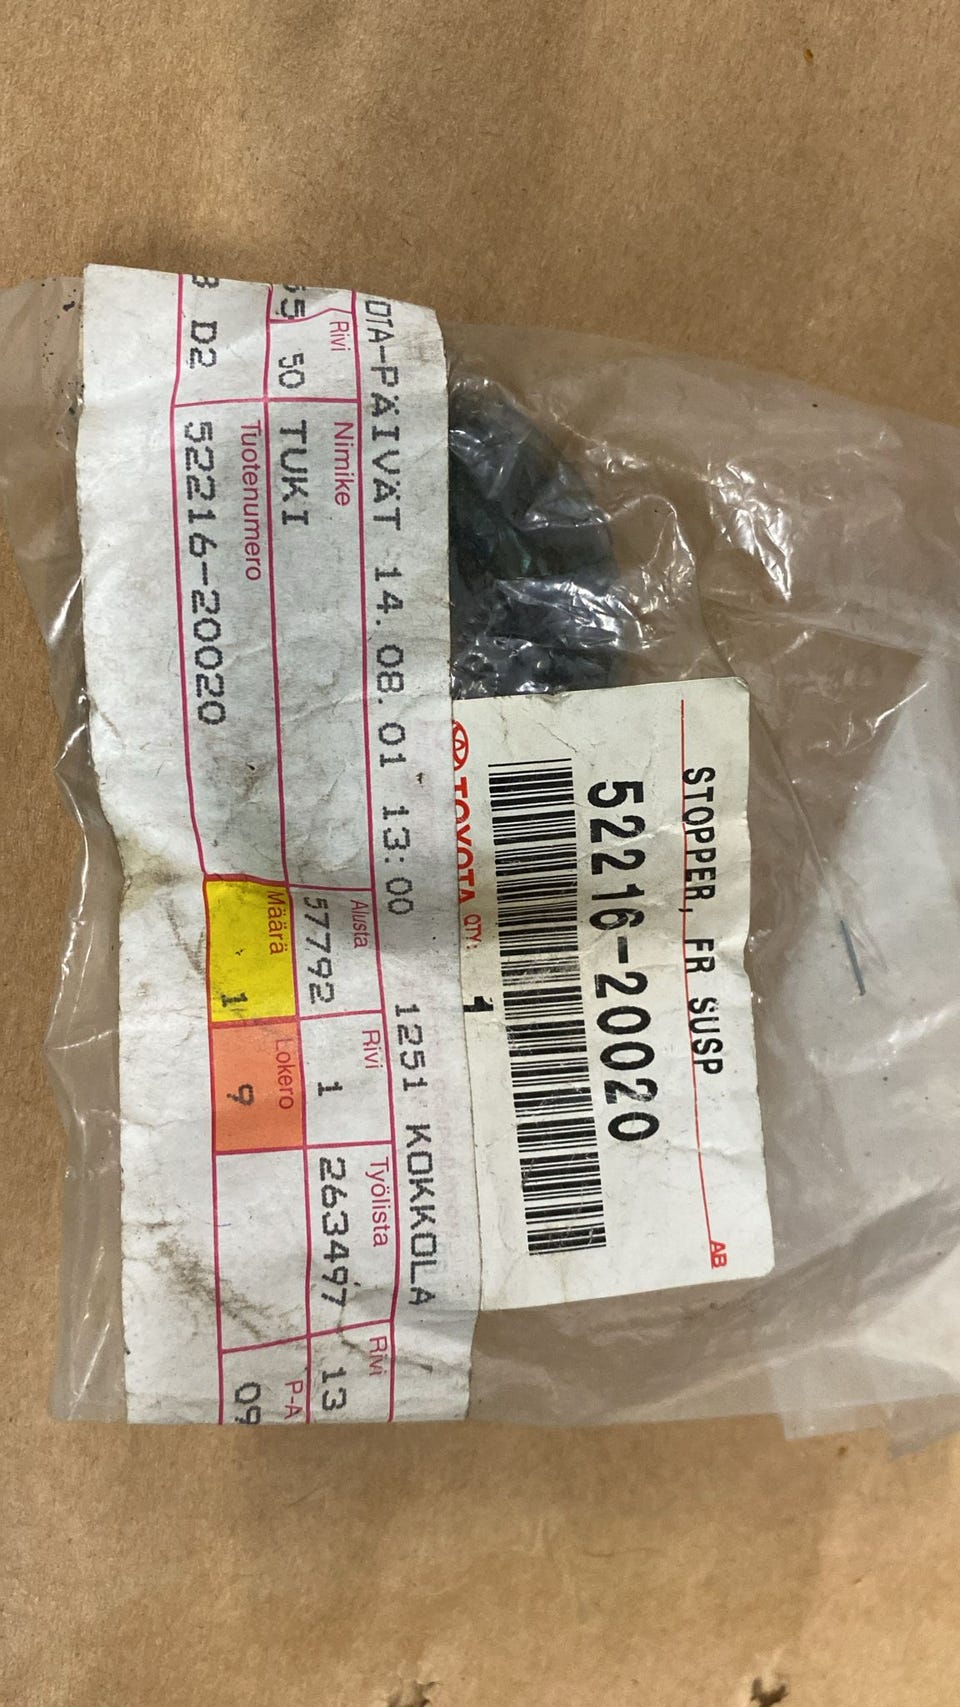 OTA-PÄIVÄT 14.08.01 13:00 1251 KOKKOLA
Rivi Nimike Alusta Rivi Työlista Rivi
50 TUKI 57792 1 263497 13
Tuotenumero Määrä Lokero P-A
D2 52216-20020 1 9 09
STOPPER, FR SUSP AB
52216-20020
TOYOTA QTY: 1